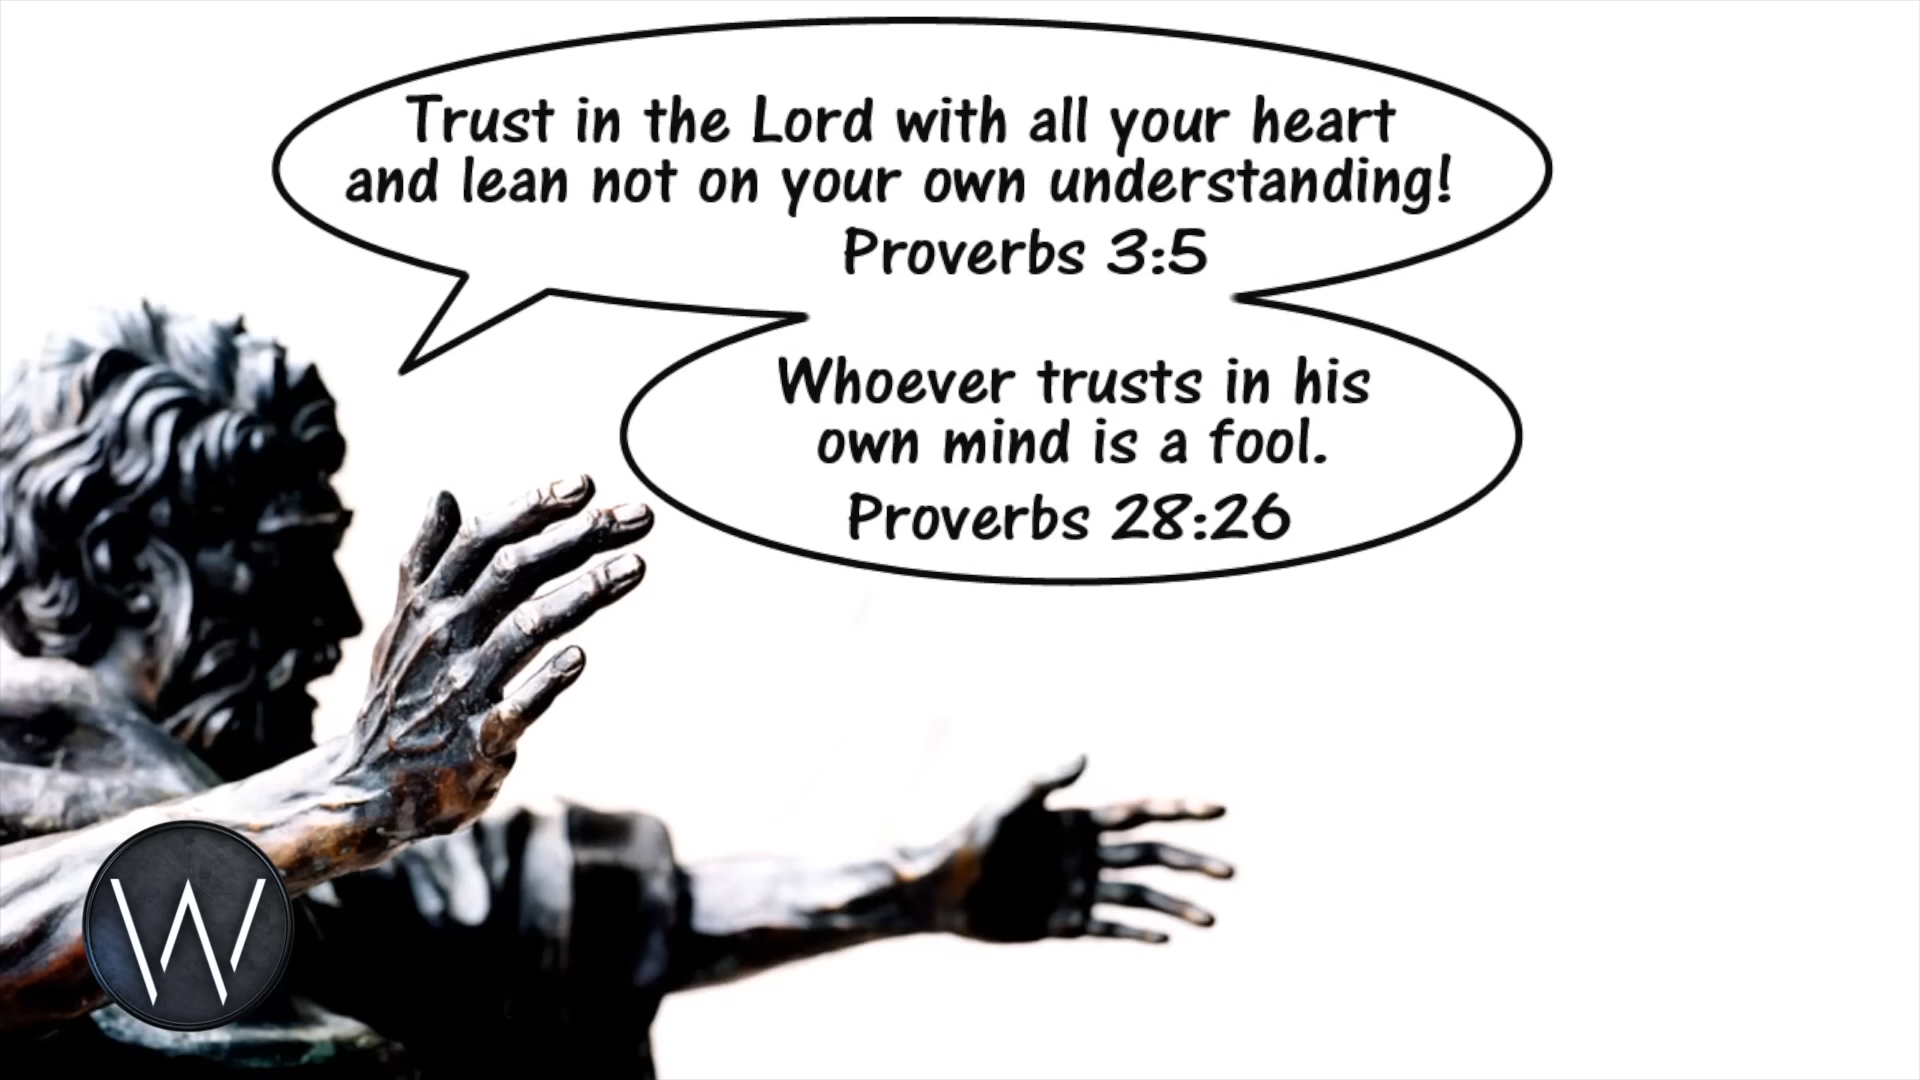 Trust in the Lord with all your heart
and lean not on your own understanding!
Proverbs 3:5
Whoever trusts in his
own mind is a fool.
Proverbs 28:26
W